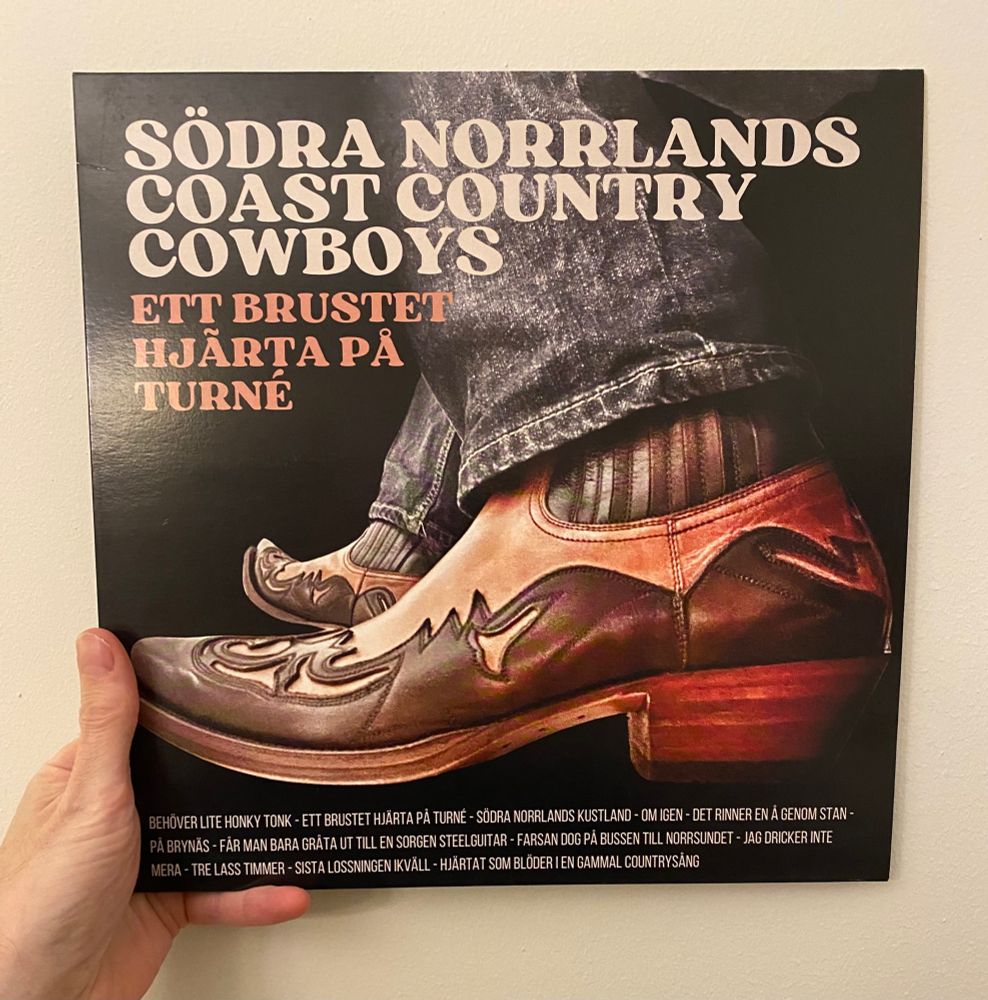 SÖDRA NORRLANDS
COAST COUNTRY
COWBOYS
ETT BRUSTET
HJÃRTA PÅ
TURNÉ
BEHÖVER LITE HONKY TONK - ETT BRUSTET HJÄRTA PÅ TURNÉ - SÖDRA NORRLANDS KUSTLAND - OM IGEN - DET RINNER EN Å GENOM STAN -
PÅ BRYNÄS - FÅR MAN BARA GRÅTA UT TILL EN SORGEN STEELGUITAR - FARSAN DOG PÅ BUSSEN TILL NORRSUNDET - JAG DRICKER INTE
MERA - TRE LASS TIMMER - SISTA LOSSNINGEN IKVÄLL - HJÄRTAT SOM BLÖDER I EN GAMMAL COUNTRYSÅNG